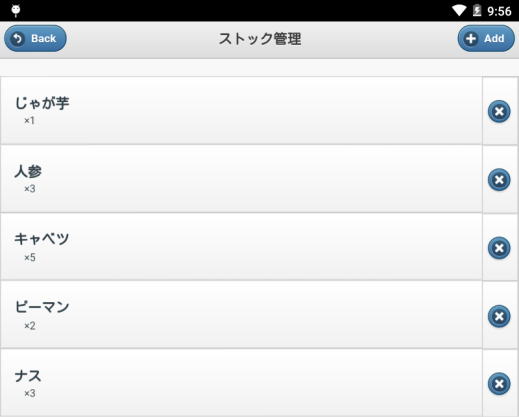 9:56
Back
ストック管理
Add
じゃが芋
×1
人参
×3
キャベツ
×5
ピーマン
×2
ナス
×3